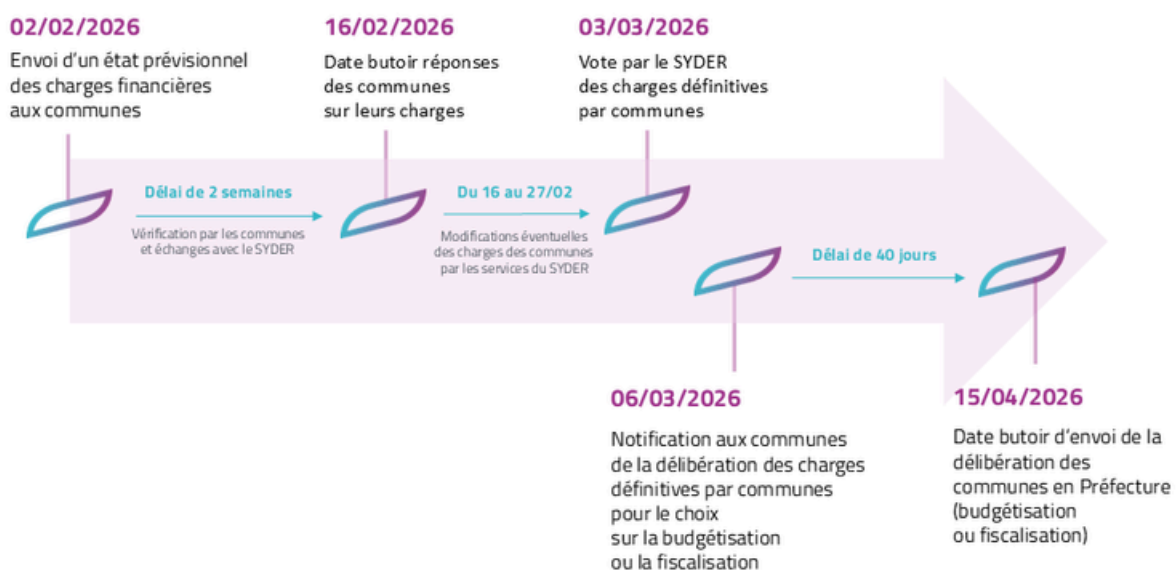 02/02/2026
Envoi d'un état prévisionnel
des charges financières
aux communes
16/02/2026
Date butoir réponses
des communes
sur leurs charges
03/03/2026
Vote par le SYDER
des charges définitives
par communes
Délai de 2 semaines
Vérification par les communes
et échanges avec le SYDER
Du 16 au 27/02
Modifications éventuelles
des charges des communes
par les services du SYDER
Délai de 40 jours
06/03/2026
Notification aux communes
de la délibération des charges
définitives par communes
pour le choix
sur la budgétisation
ou la fiscalisation
15/04/2026
Date butoir d'envoi de la
délibération des
communes en Préfecture
(budgétisation
ou fiscalisation)